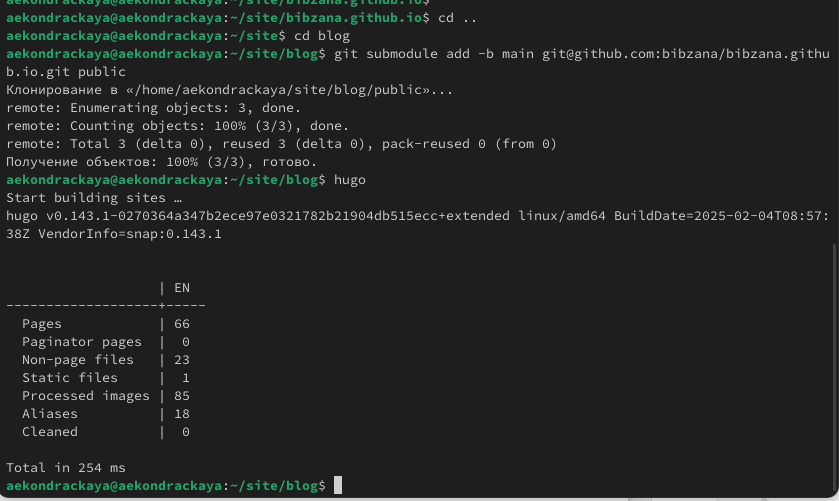 aekondrackaya@aekondrackaya:~/site/bibzana.github.io$
aekondrackaya@aekondrackaya:~/site/bibzana.github.io$ cd ..
aekondrackaya@aekondrackaya:~/site$ cd blog
aekondrackaya@aekondrackaya:~/site/blog$ git submodule add -b main git@github.com:bibzana/bibzana.githu
b.io.git public
Клонирование в «/home/aekondrackaya/site/blog/public»...
remote: Enumerating objects: 3, done.
remote: Counting objects: 100% (3/3), done.
remote: Total 3 (delta 0), reused 3 (delta 0), pack-reused 0 (from 0)
Получение объектов: 100% (3/3), готово.
aekondrackaya@aekondrackaya:~/site/blog$ hugo
Start building sites …
hugo v0.143.1-0270364a347b2ece97e0321782b21904db515ecc+extended linux/amd64 BuildDate=2025-02-04T08:57:
38Z VendorInfo=snap:0.143.1
                   | EN
-------------------+-----
  Pages            | 66
  Paginator pages  |  0
  Non-page files   | 23
  Static files     |  1
  Processed images | 85
  Aliases          | 18
  Cleaned          |  0
Total in 254 ms
aekondrackaya@aekondrackaya:~/site/blog$